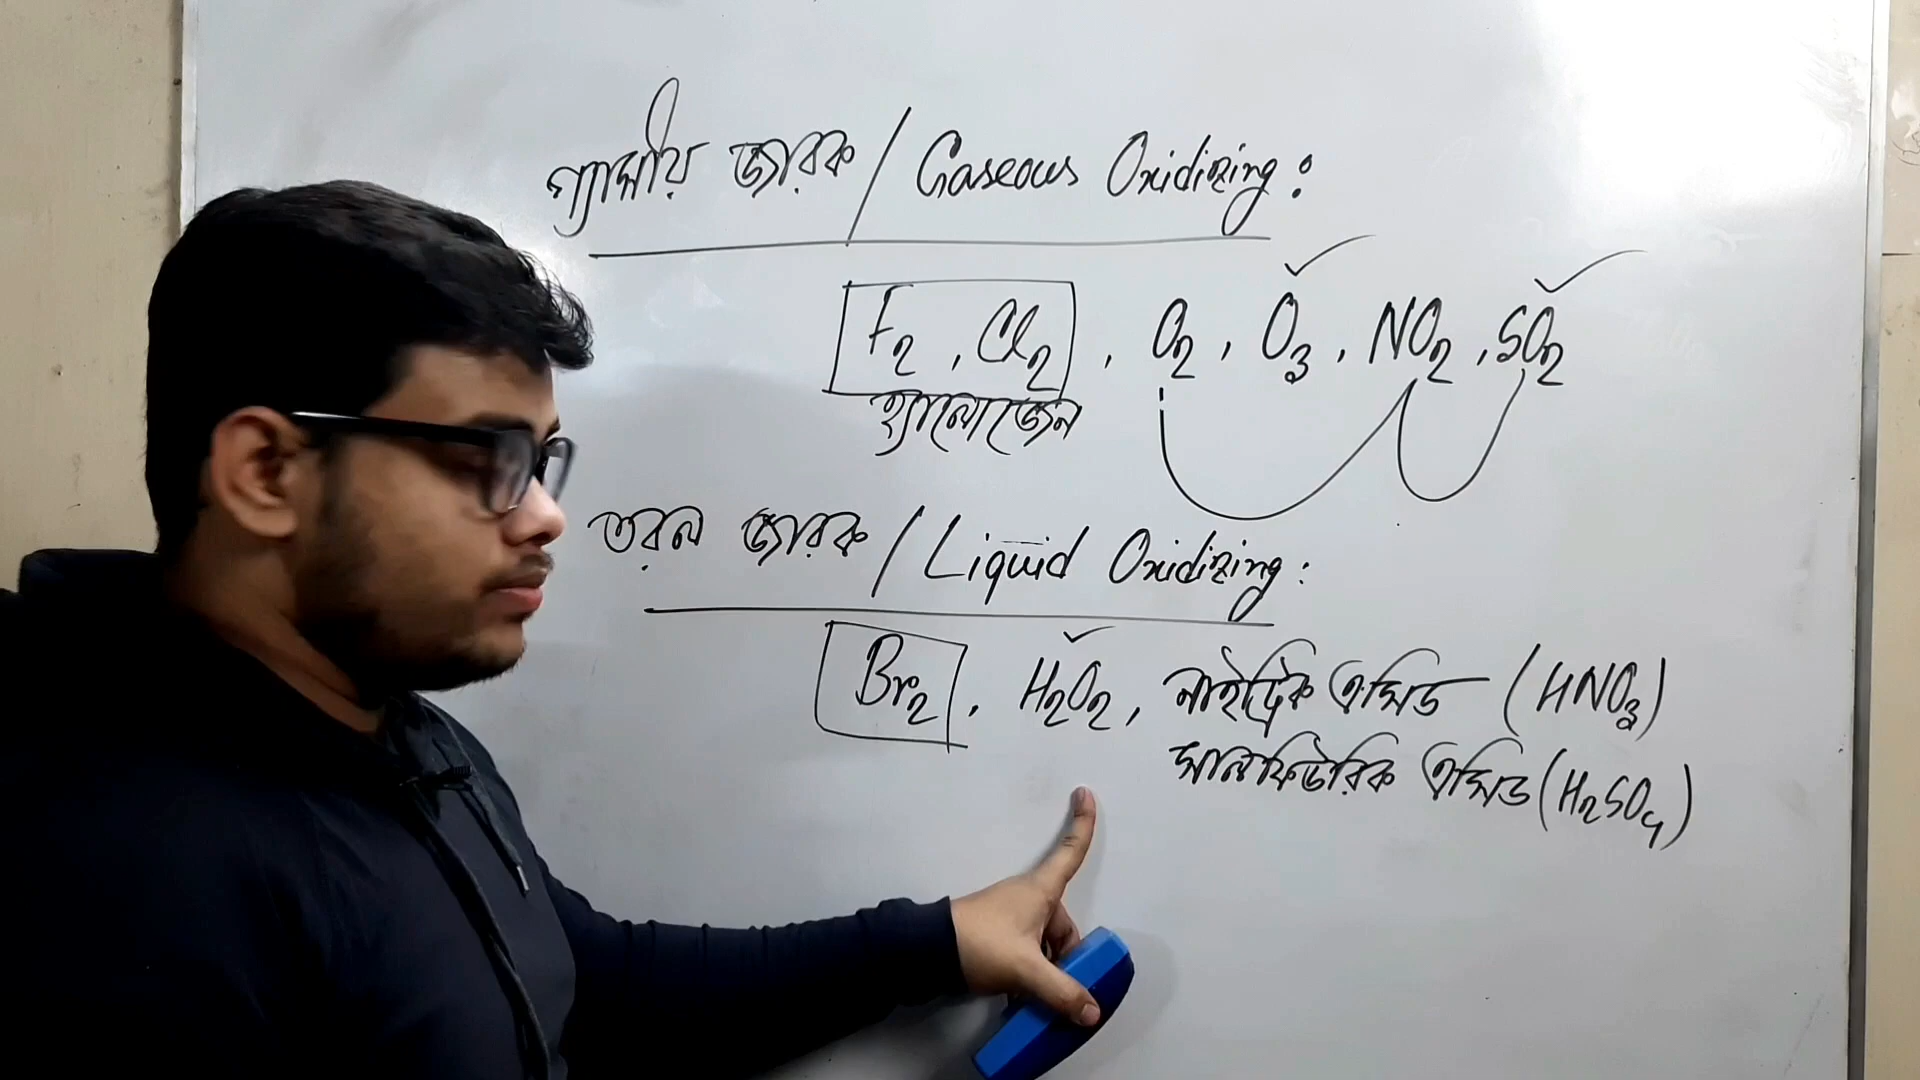 গ্যাসীয় জারক / Gaseous Oxidizing :
F₂ , Cl₂ , O₂ , O₃ , NO₂ , SO₂
হ্যালোজেন
তরল জারক / Liquid Oxidizing :
Br₂ , H₂O₂ , নাইট্রিক এসিড (HNO₃)
সালফিউরিক এসিড (H₂SO₄)